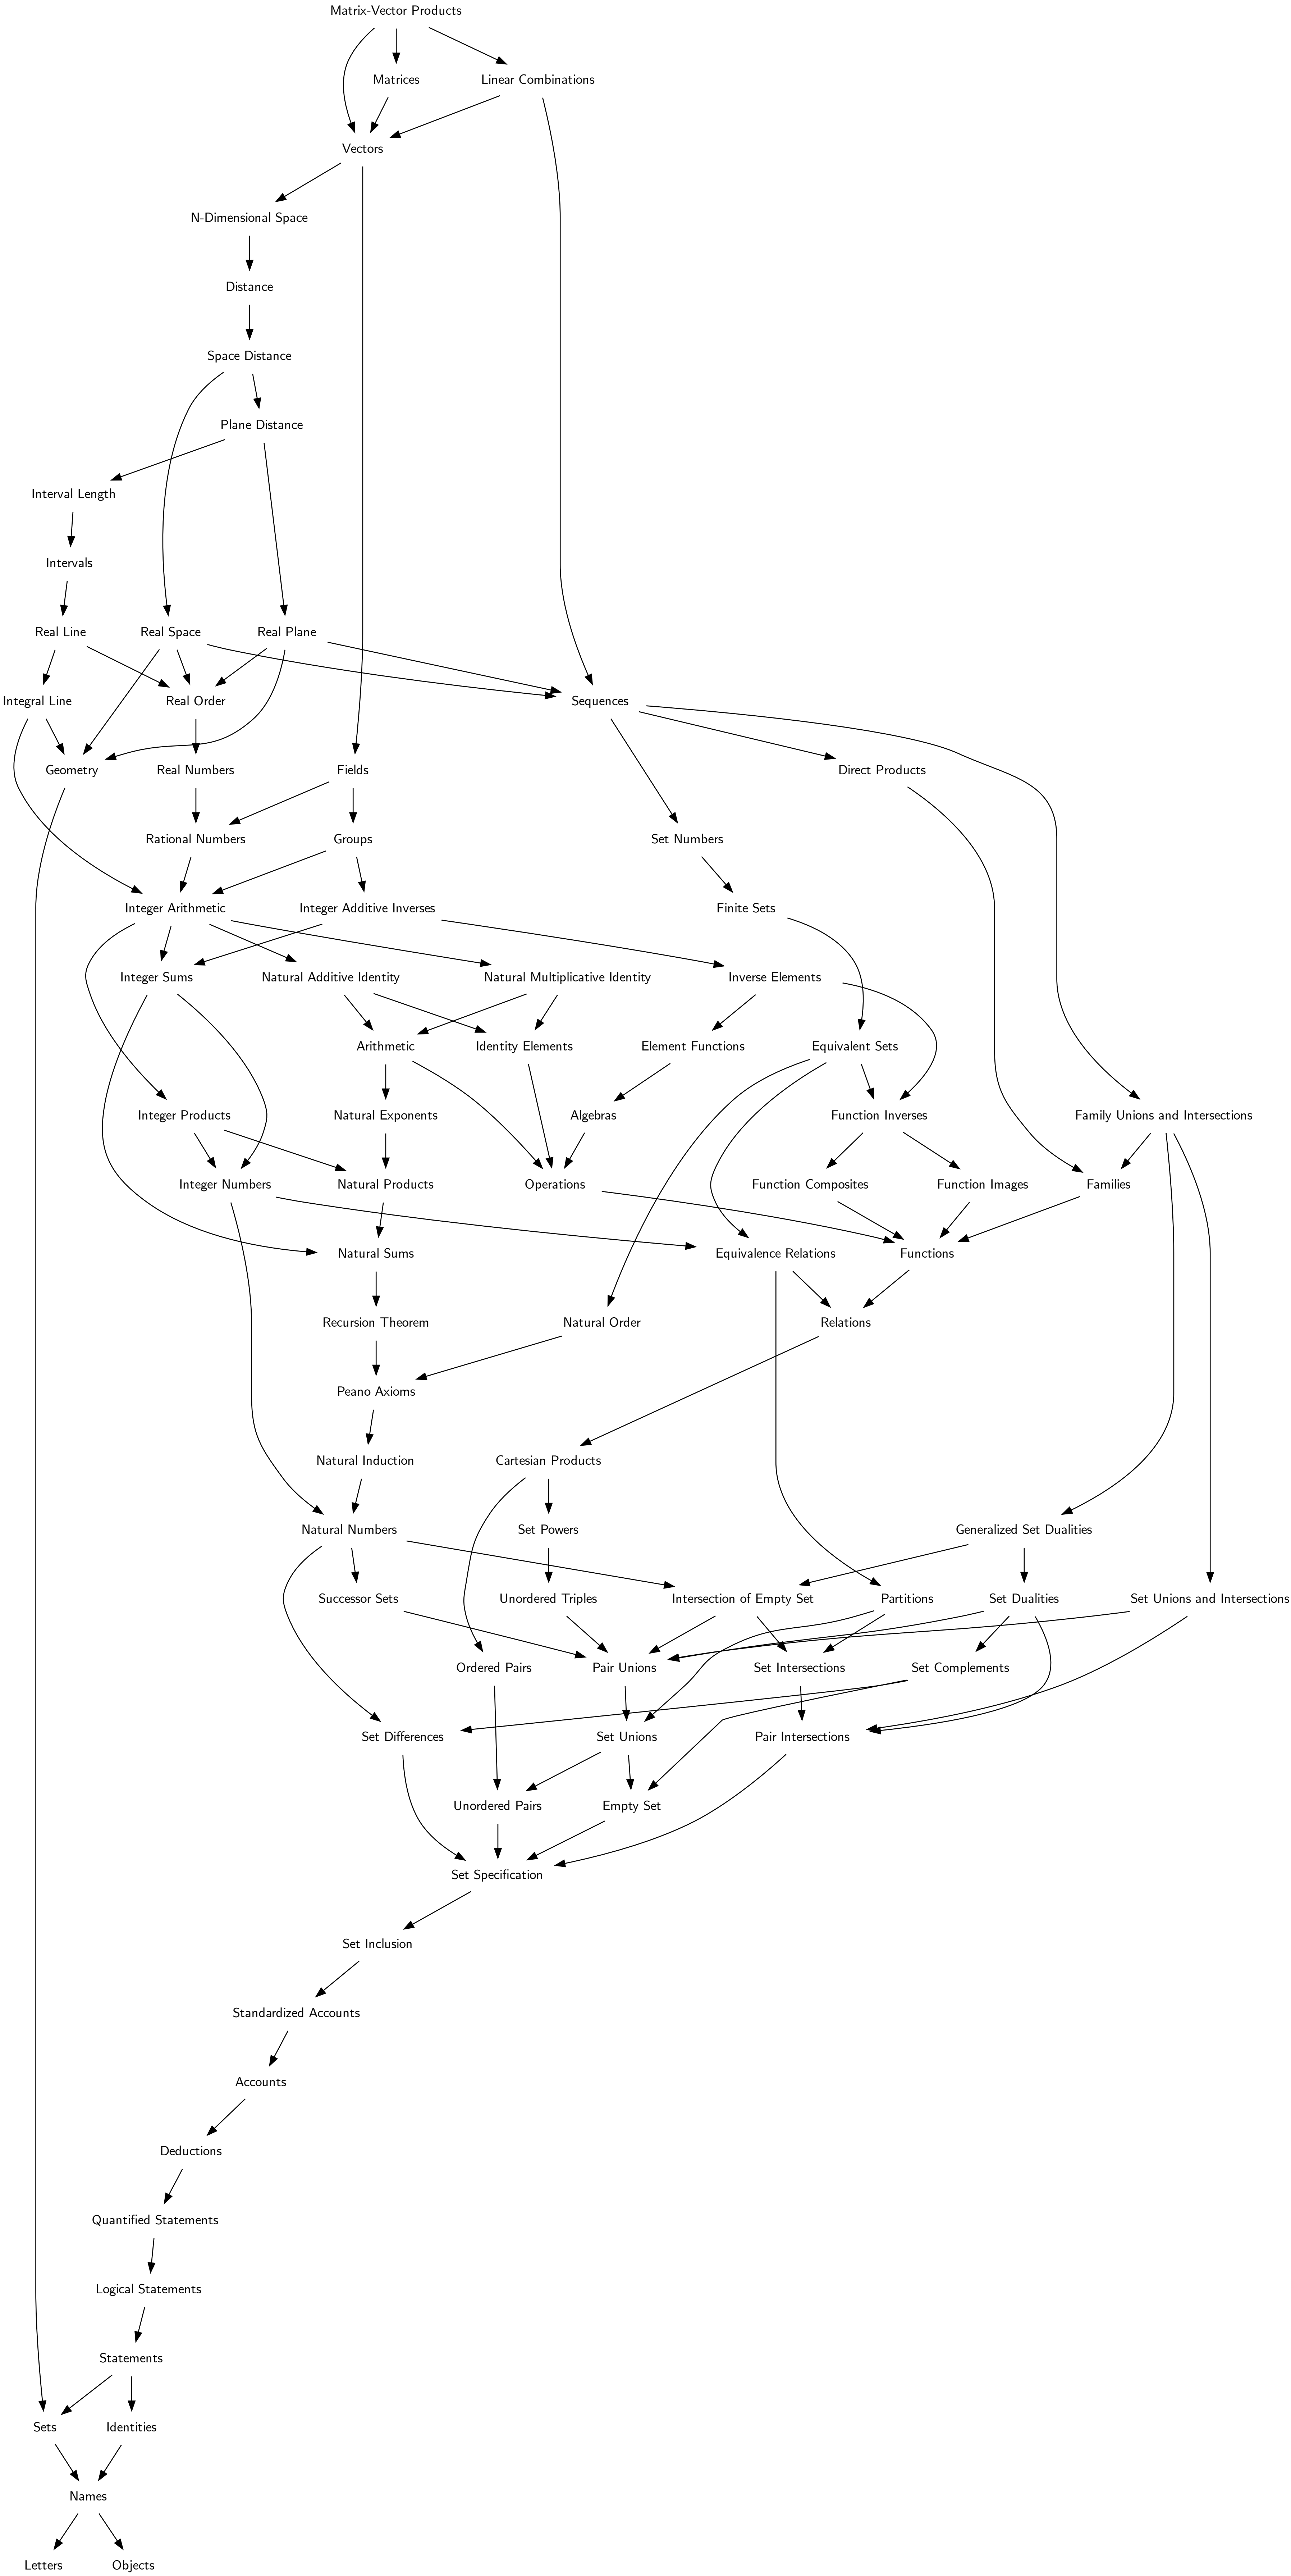 Matrix-Vector Products
Matrices
Linear Combinations
Vectors
N-Dimensional Space
Distance
Space Distance
Plane Distance
Interval Length
Intervals
Real Line
Real Space
Real Plane
Integral Line
Real Order
Sequences
Geometry
Real Numbers
Fields
Direct Products
Rational Numbers
Groups
Set Numbers
Integer Arithmetic
Integer Additive Inverses
Finite Sets
Integer Sums
Natural Additive Identity
Natural Multiplicative Identity
Inverse Elements
Arithmetic
Identity Elements
Element Functions
Equivalent Sets
Integer Products
Natural Exponents
Algebras
Function Inverses
Family Unions and Intersections
Integer Numbers
Natural Products
Operations
Function Composites
Function Images
Families
Natural Sums
Equivalence Relations
Functions
Recursion Theorem
Natural Order
Relations
Peano Axioms
Natural Induction
Cartesian Products
Natural Numbers
Set Powers
Generalized Set Dualities
Successor Sets
Unordered Triples
Intersection of Empty Set
Partitions
Set Dualities
Set Unions and Intersections
Ordered Pairs
Pair Unions
Set Intersections
Set Complements
Set Differences
Set Unions
Pair Intersections
Unordered Pairs
Empty Set
Set Specification
Set Inclusion
Standardized Accounts
Accounts
Deductions
Quantified Statements
Logical Statements
Statements
Sets
Identities
Names
Letters
Objects